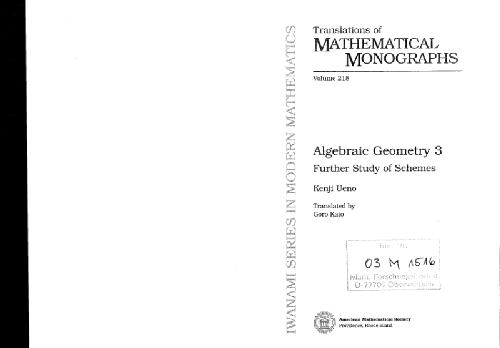 IWANAMI SERIES IN MODERN MATHEMATICS
Translations of
MATHEMATICAL
MONOGRAPHS
Volume 218
Algebraic Geometry 3
Further Study of Schemes
Kenji Ueno
Translated by
Goro Kato
03 M 1516
American Mathematical Society
Providence, Rhode Island